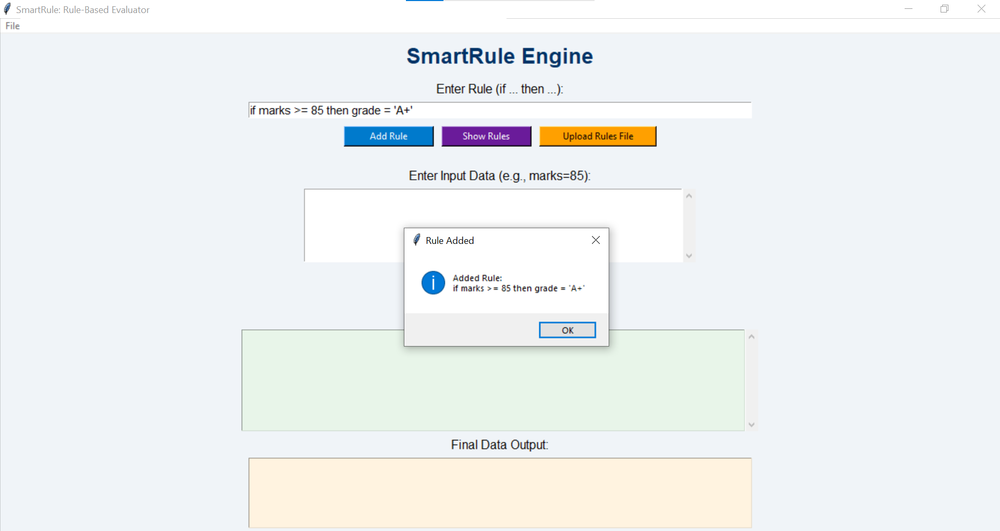 SmartRule: Rule-Based Evaluator
File
SmartRule Engine
Enter Rule (if ... then ...):
if marks >= 85 then grade = 'A+'
Add Rule
Show Rules
Upload Rules File
Enter Input Data (e.g., marks=85):
Rule Added
Added Rule:
if marks >= 85 then grade = 'A+'
OK
Final Data Output: